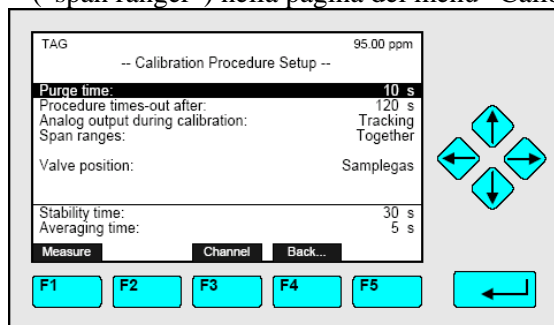 ("span ranger") nella pagina del menu "Calib
TAG 95.00 ppm
-- Calibration Procedure Setup --
Purge time: 10 s
Procedure times-out after: 120 s
Analog output during calibration: Tracking
Span ranges: Together
Valve position: Samplegas
Stability time: 30 s
Averaging time: 5 s
Measure Channel Back...
F1 F2 F3 F4 F5